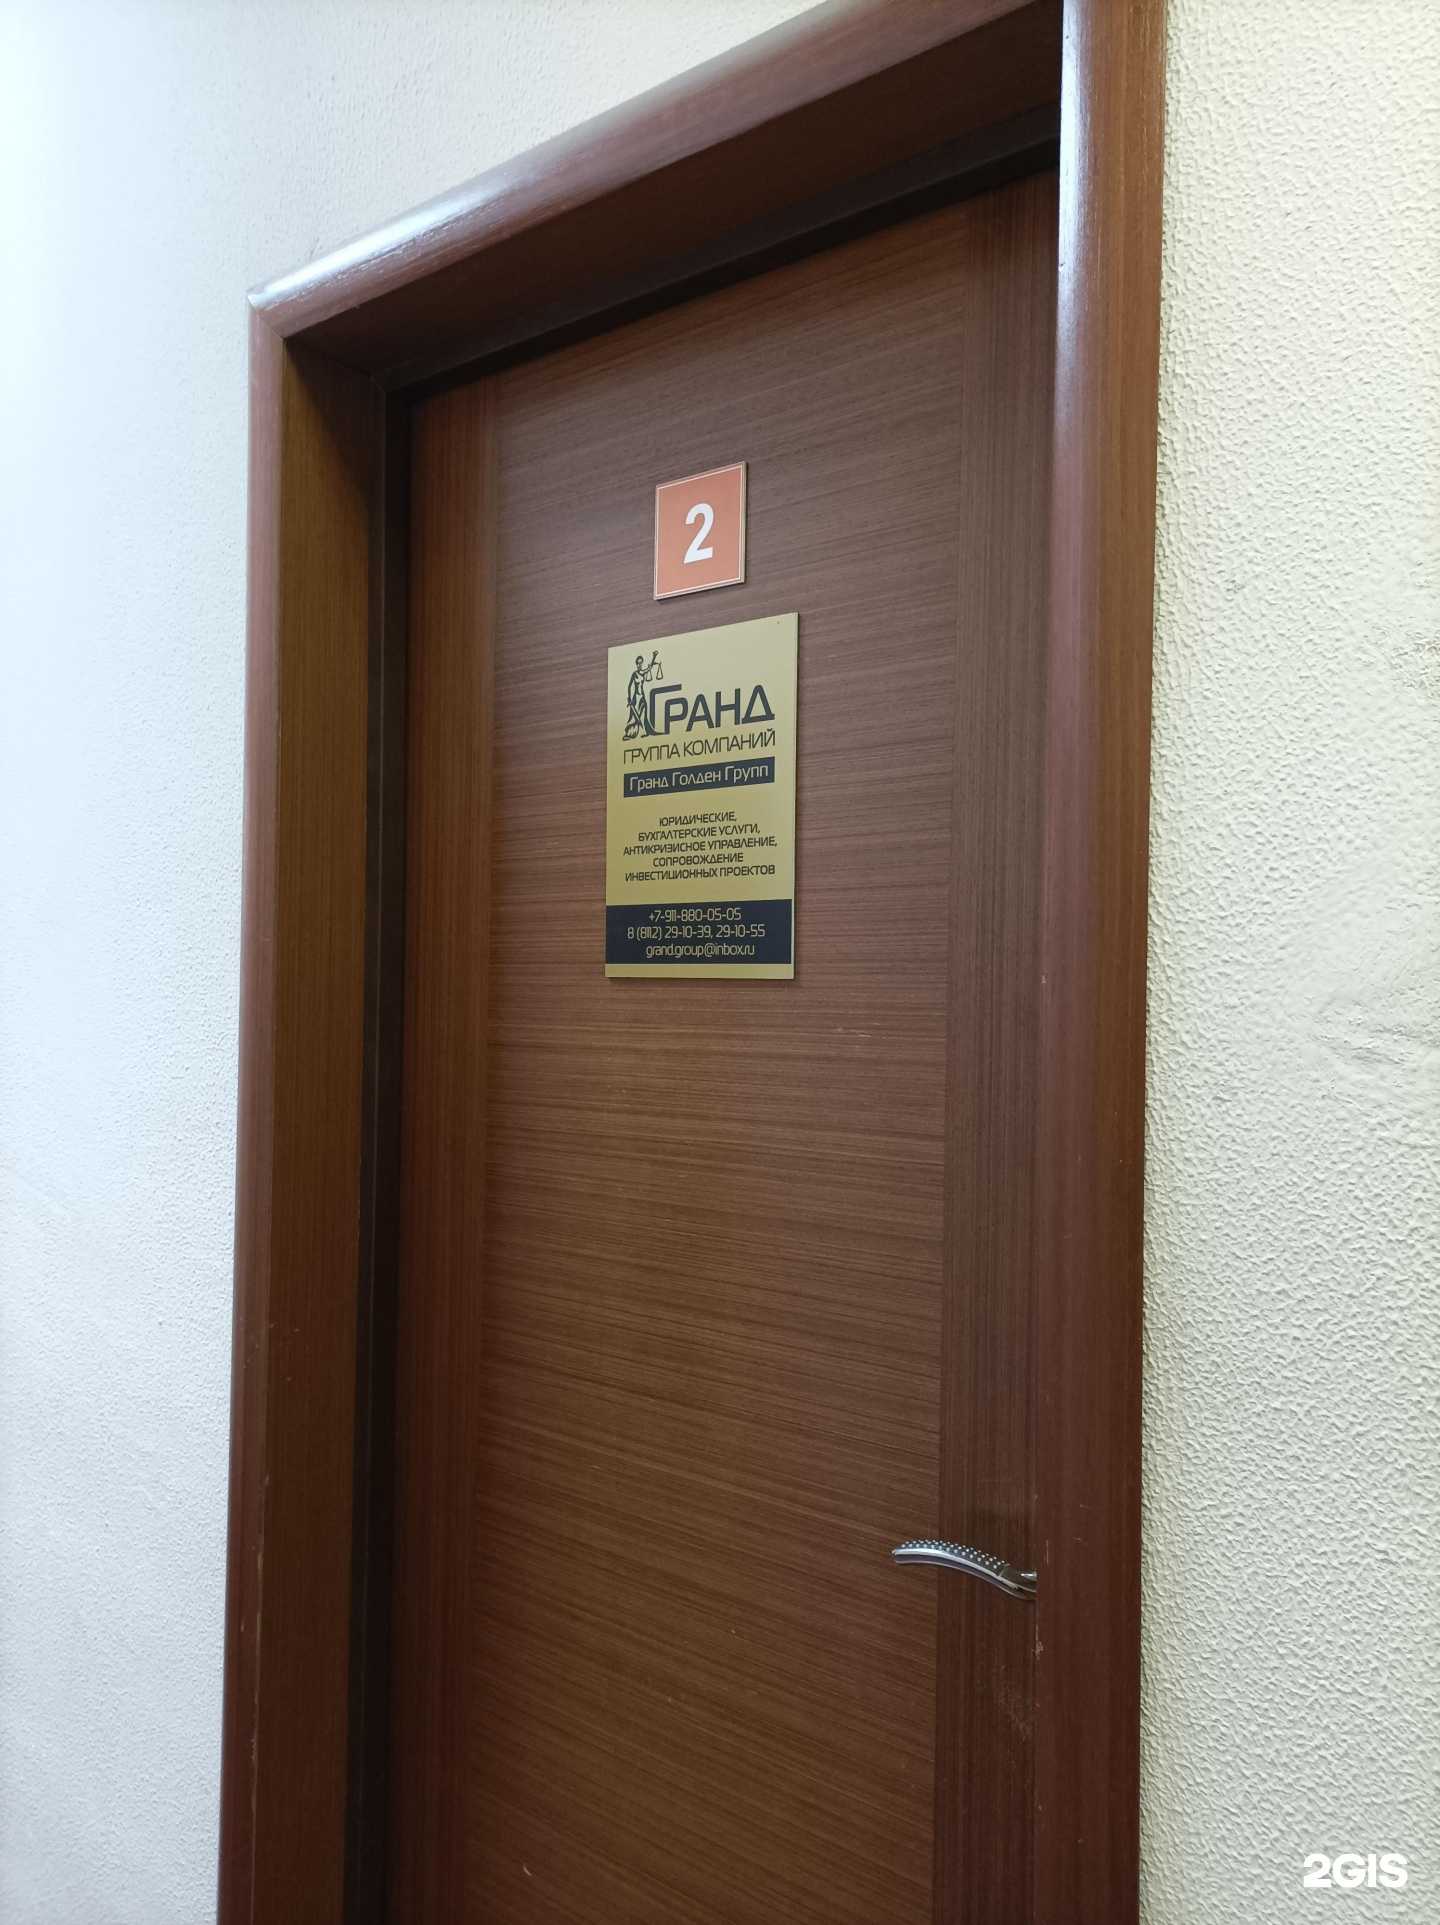 2
ГРАНД
ГРУППА КОМПАНИЙ
Гранд Голден Групп
ЮРИДИЧЕСКИЕ,
БУХГАЛТЕРСКИЕ УСЛУГИ,
АНТИКРИЗИСНОЕ УПРАВЛЕНИЕ,
СОПРОВОЖДЕНИЕ
ИНВЕСТИЦИОННЫХ ПРОЕКТОВ
+7-911-880-05-05
8 (8112) 29-10-39, 29-10-55
grand.group@inbox.ru
2GIS